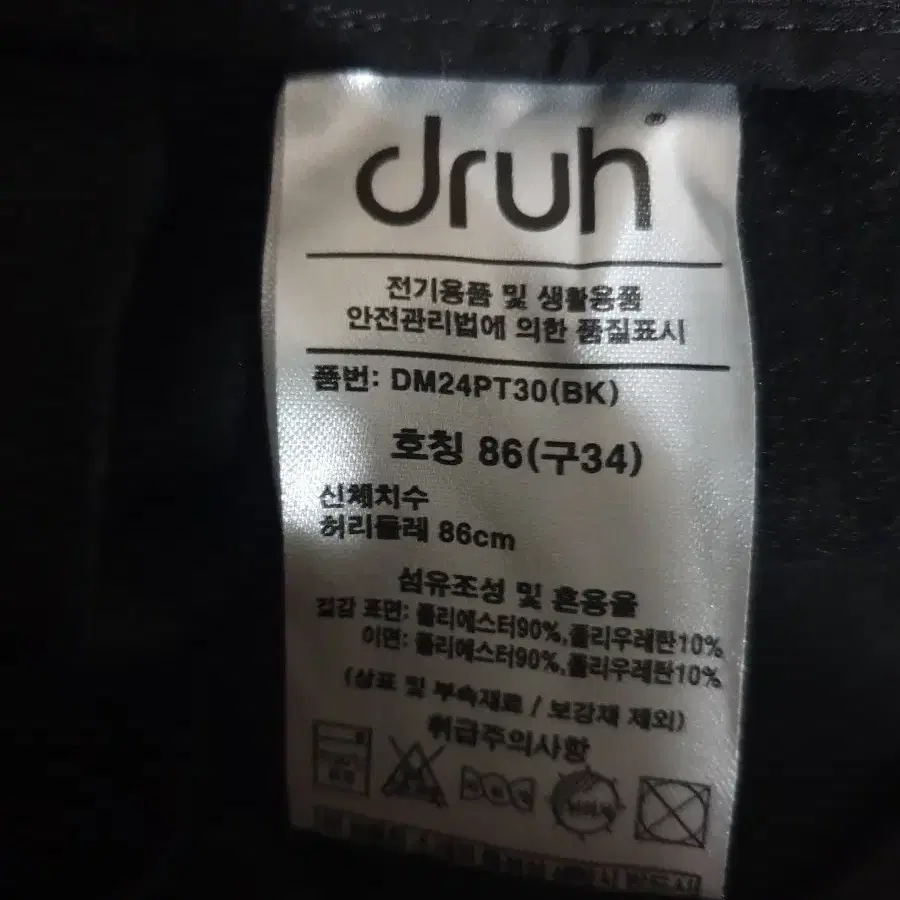 druh®
전기용품 및 생활용품
안전관리법에 의한 품질표시
품번: DM24PT30(BK)
호칭 86(구34)
신체치수
허리둘레 86cm
섬유조성 및 혼용율
겉감 표면: 폴리에스터90%,폴리우레탄10%
이면: 폴리에스터90%,폴리우레탄10%
(상표 및 부속재료 / 보강재 제외)
취급주의사항